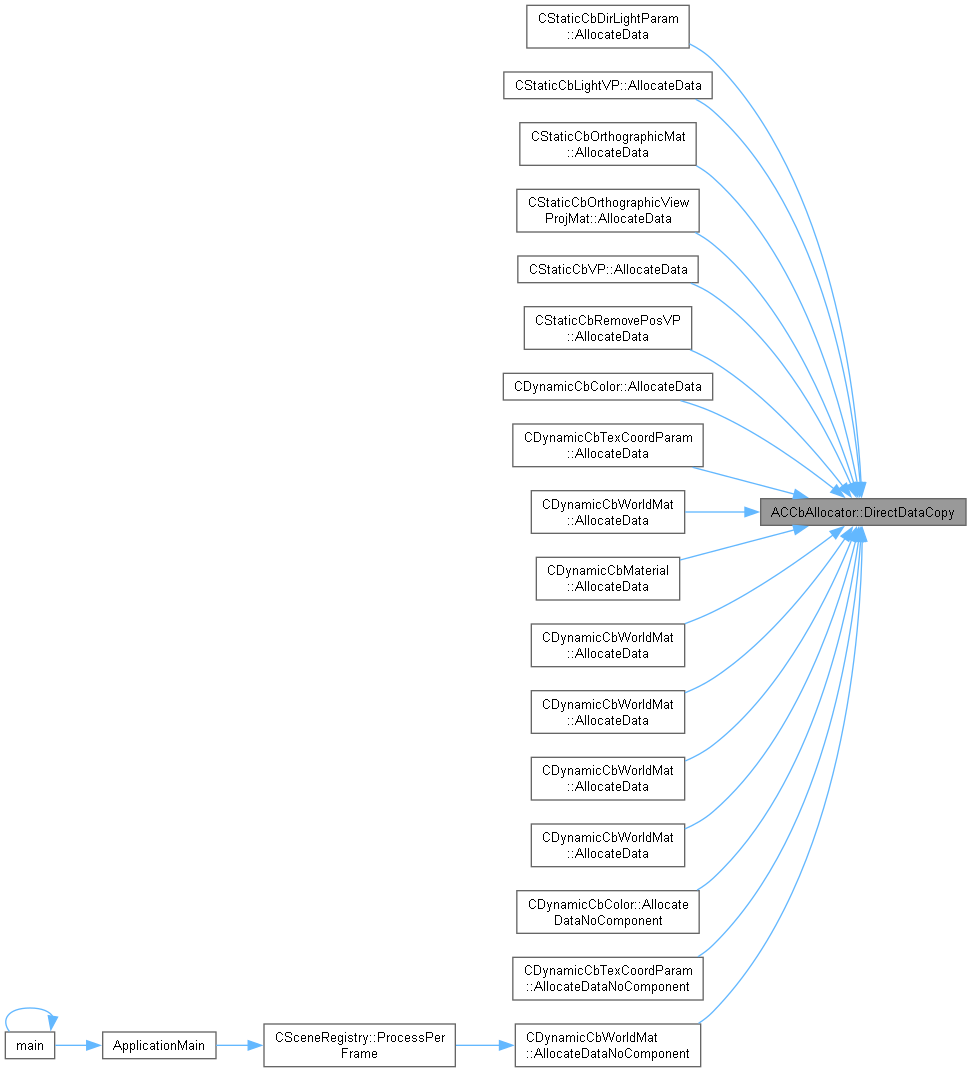 CStaticCbDirLightParam
::AllocateData
CStaticCbLightVP::AllocateData
CStaticCbOrthographicMat
::AllocateData
CStaticCbOrthographicView
ProjMat::AllocateData
CStaticCbVP::AllocateData
CStaticCbRemovePosVP
::AllocateData
CDynamicCbColor::AllocateData
CDynamicCbTexCoordParam
::AllocateData
CDynamicCbWorldMat
::AllocateData
ACCbAllocator::DirectDataCopy
CDynamicCbMaterial
::AllocateData
CDynamicCbWorldMat
::AllocateData
CDynamicCbWorldMat
::AllocateData
CDynamicCbWorldMat
::AllocateData
CDynamicCbWorldMat
::AllocateData
CDynamicCbColor::Allocate
DataNoComponent
CDynamicCbTexCoordParam
::AllocateDataNoComponent
main
ApplicationMain
CSceneRegistry::ProcessPer
Frame
CDynamicCbWorldMat
::AllocateDataNoComponent